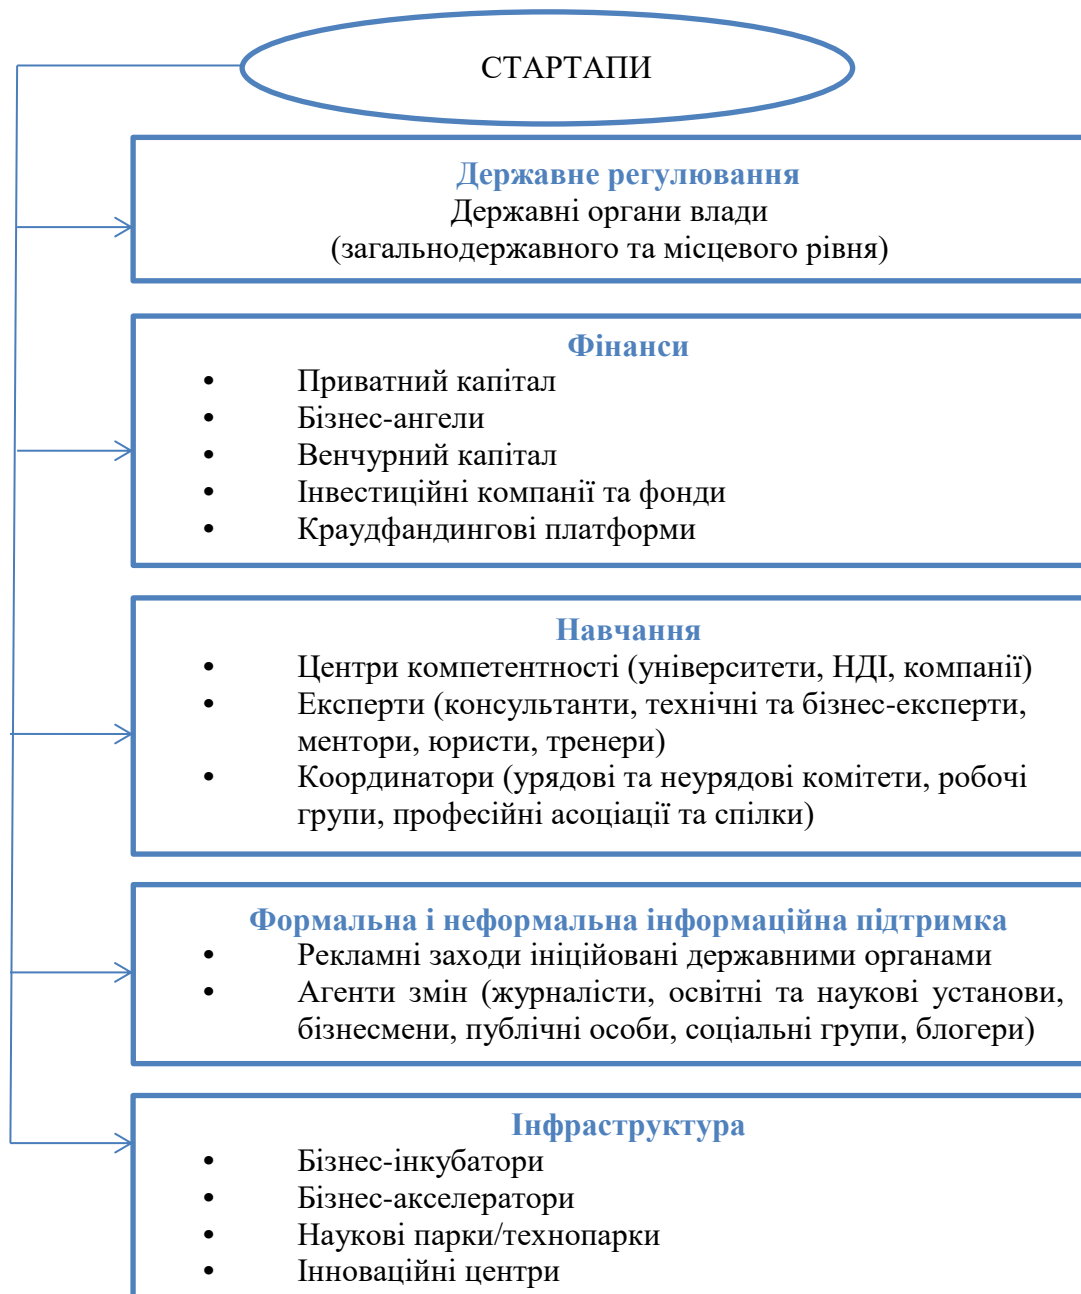 СТАРТАПИ
Державне регулювання
Державні органи влади
(загальнодержавного та місцевого рівня)
Фінанси
• Приватний капітал
• Бізнес-ангели
• Венчурний капітал
• Інвестиційні компанії та фонди
• Краудфандингові платформи
Навчання
• Центри компетентності (університети, НДІ, компанії)
• Експерти (консультанти, технічні та бізнес-експерти,
ментори, юристи, тренери)
• Координатори (урядові та неурядові комітети, робочі
групи, професійні асоціації та спілки)
Формальна і неформальна інформаційна підтримка
• Рекламні заходи ініційовані державними органами
• Агенти змін (журналісти, освітні та наукові установи,
бізнесмени, публічні особи, соціальні групи, блогери)
Інфраструктура
• Бізнес-інкубатори
• Бізнес-акселератори
• Наукові парки/технопарки
• Інноваційні центри